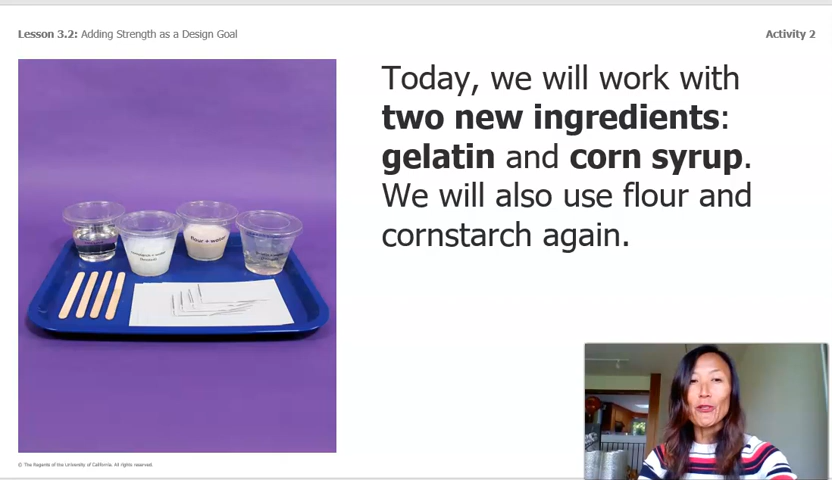 Lesson 3.2: Adding Strength as a Design Goal
Activity 2
Today, we will work with
two new ingredients:
gelatin and corn syrup.
We will also use flour and
cornstarch again.
flour + water
© The Regents of the University of California. All rights reserved.